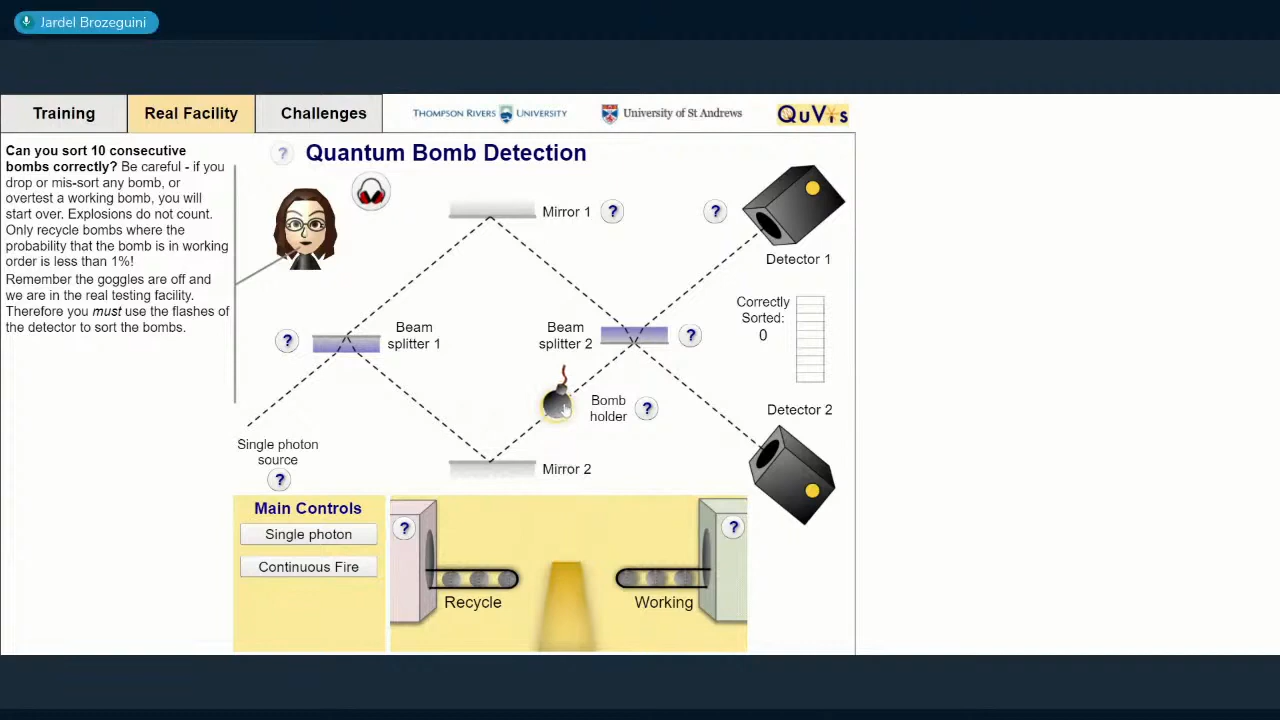 Jardel Brozeguini
Training
Real Facility
Challenges
THOMPSON RIVERS UNIVERSITY
University of St Andrews
QuVis
Can you sort 10 consecutive
bombs correctly? Be careful - if you
drop or mis-sort any bomb, or
overtest a working bomb, you will
start over. Explosions do not count.
Only recycle bombs where the
probability that the bomb is in working
order is less than 1%!
Remember the goggles are off and
we are in the real testing facility.
Therefore you must use the flashes of
the detector to sort the bombs.
?
Quantum Bomb Detection
Mirror 1
?
?
Detector 1
Correctly
Sorted:
0
?
Beam
splitter 1
Beam
splitter 2
?
Bomb
holder
?
Detector 2
Single photon
source
?
Mirror 2
Main Controls
Single photon
Continuous Fire
?
Recycle
?
Working